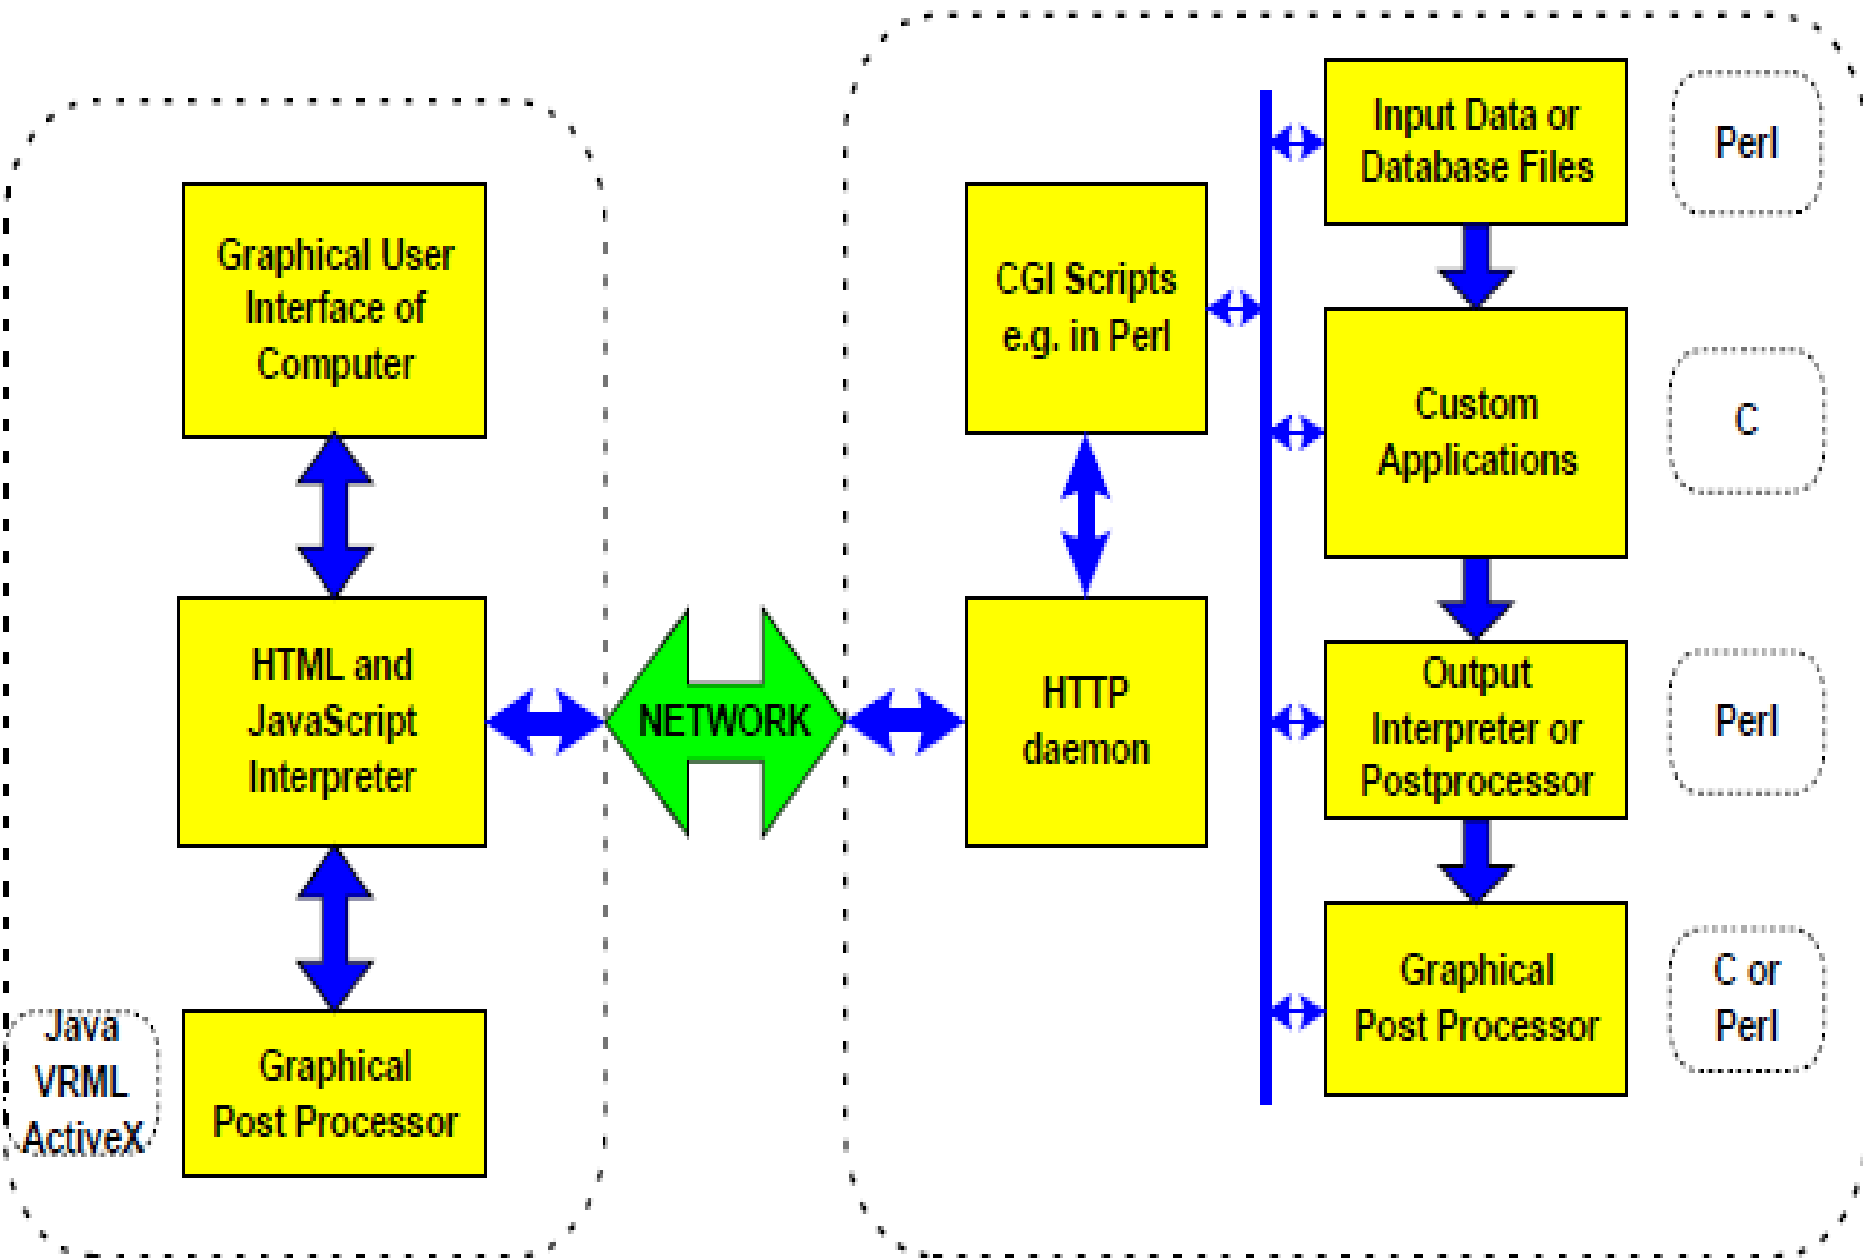 Graphical User
Interface of
Computer
HTML and
JavaScript
Interpreter
Java
VRML
ActiveX
Graphical
Post Processor
NETWORK
CGI Scripts
e.g. in Perl
HTTP
daemon
Input Data or
Database Files
Perl
Custom
Applications
C
Output
Interpreter or
Postprocessor
Perl
Graphical
Post Processor
C or
Perl